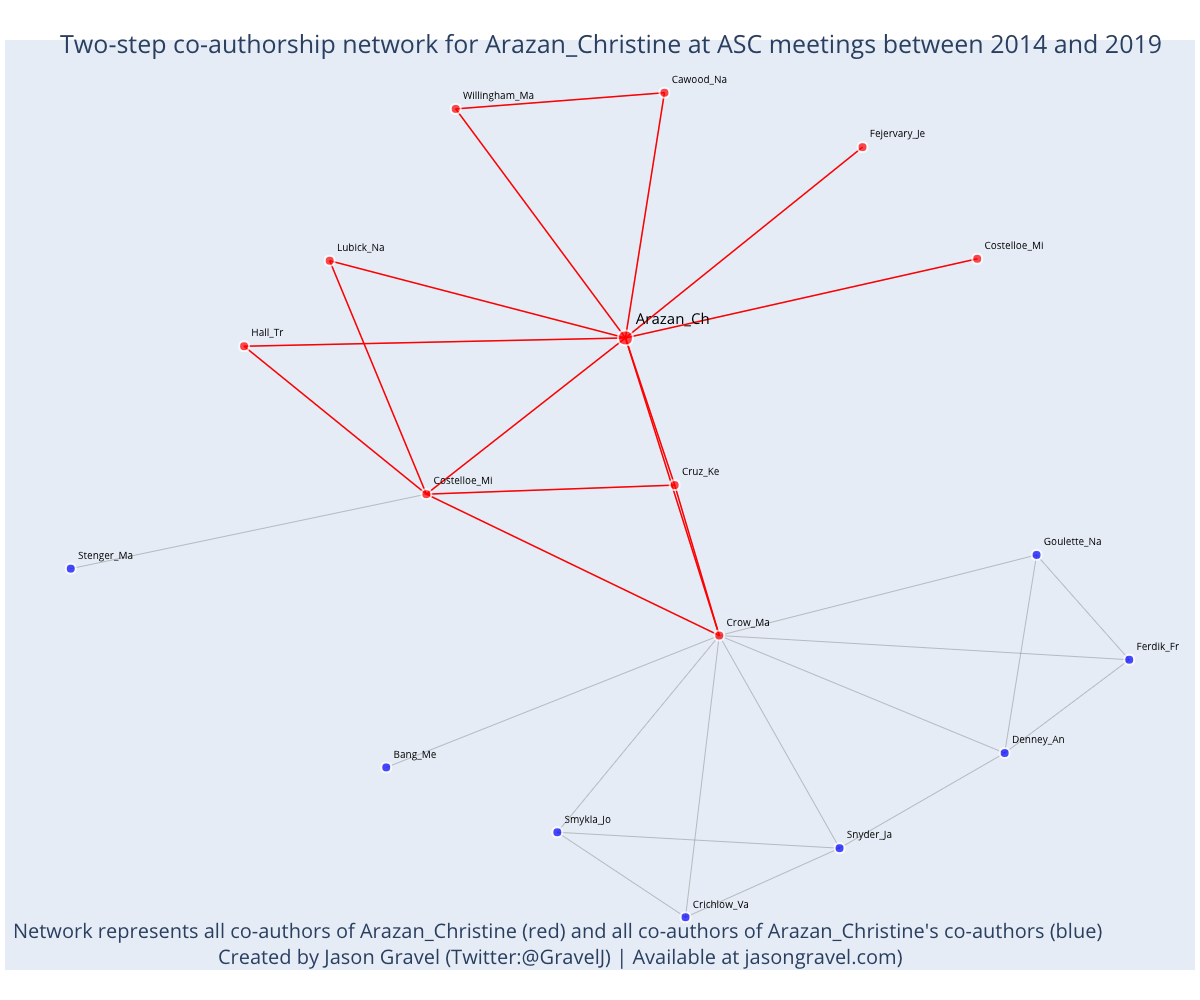 Two-step co-authorship network for Arazan_Christine at ASC meetings between 2014 and 2019
Cawood_Na
Willingham_Ma
Fejervary_Je
Costelloe_Mi
Lubick_Na
Arazan_Ch
Hall_Tr
Cruz_Ke
Costelloe_Mi
Goulette_Na
Stenger_Ma
Crow_Ma
Ferdik_Fr
Denney_An
Bang_Me
Smykla_Jo
Snyder_Ja
Crichlow_Va
Network represents all co-authors of Arazan_Christine (red) and all co-authors of Arazan_Christine's co-authors (blue)
Created by Jason Gravel (Twitter:@GravelJ) | Available at jasongravel.com)